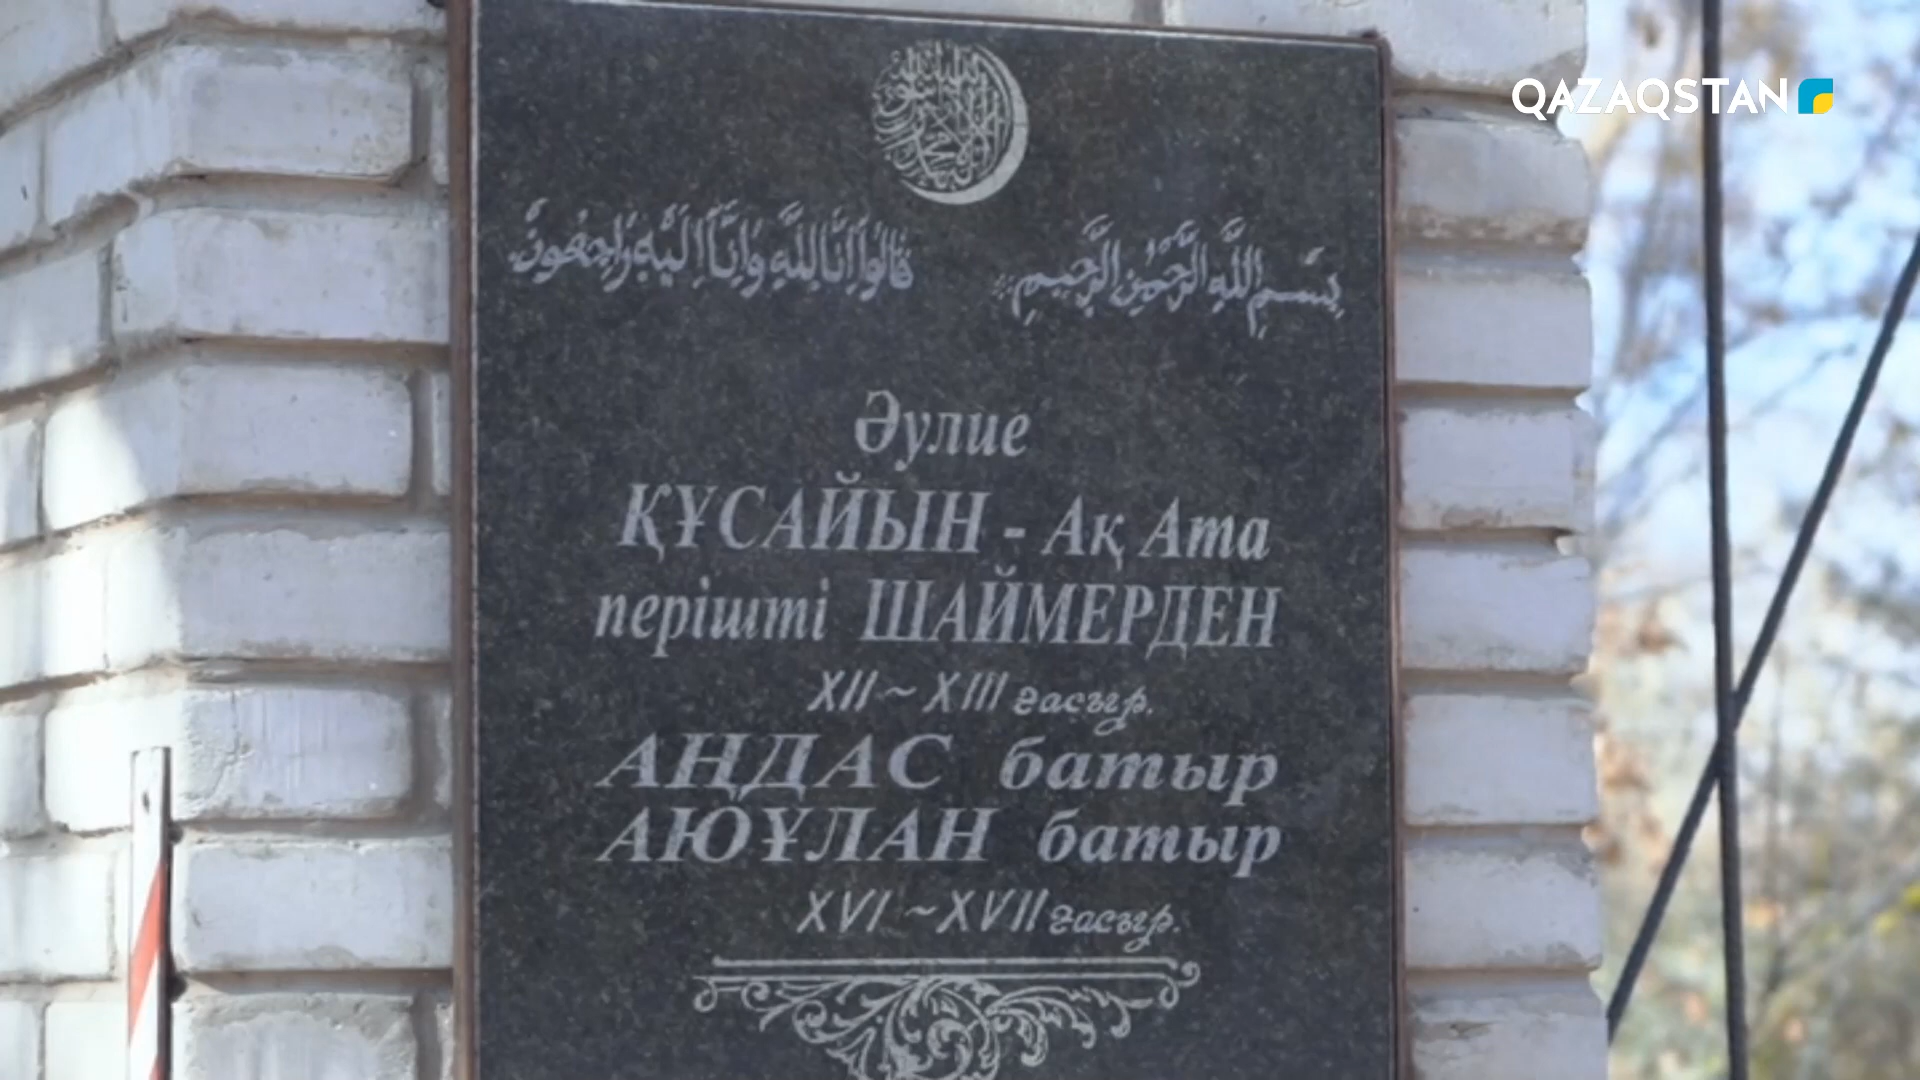 QAZAQSTAN
بِسْمِ اللَّهِ الرَّحْمَٰنِ الرَّحِيمِ
قَالُوا إِنَّا لِلَّهِ وَإِنَّا إِلَيْهِ رَاجِعُونَ
Әулие
ҚҰСАЙЫН - Ақ Ата
перішті ШАЙМЕРДЕН
XII ~ XIII ғасыр.
АҢДАС батыр
АЮҰЛАН батыр
XVI ~ XVII ғасыр.